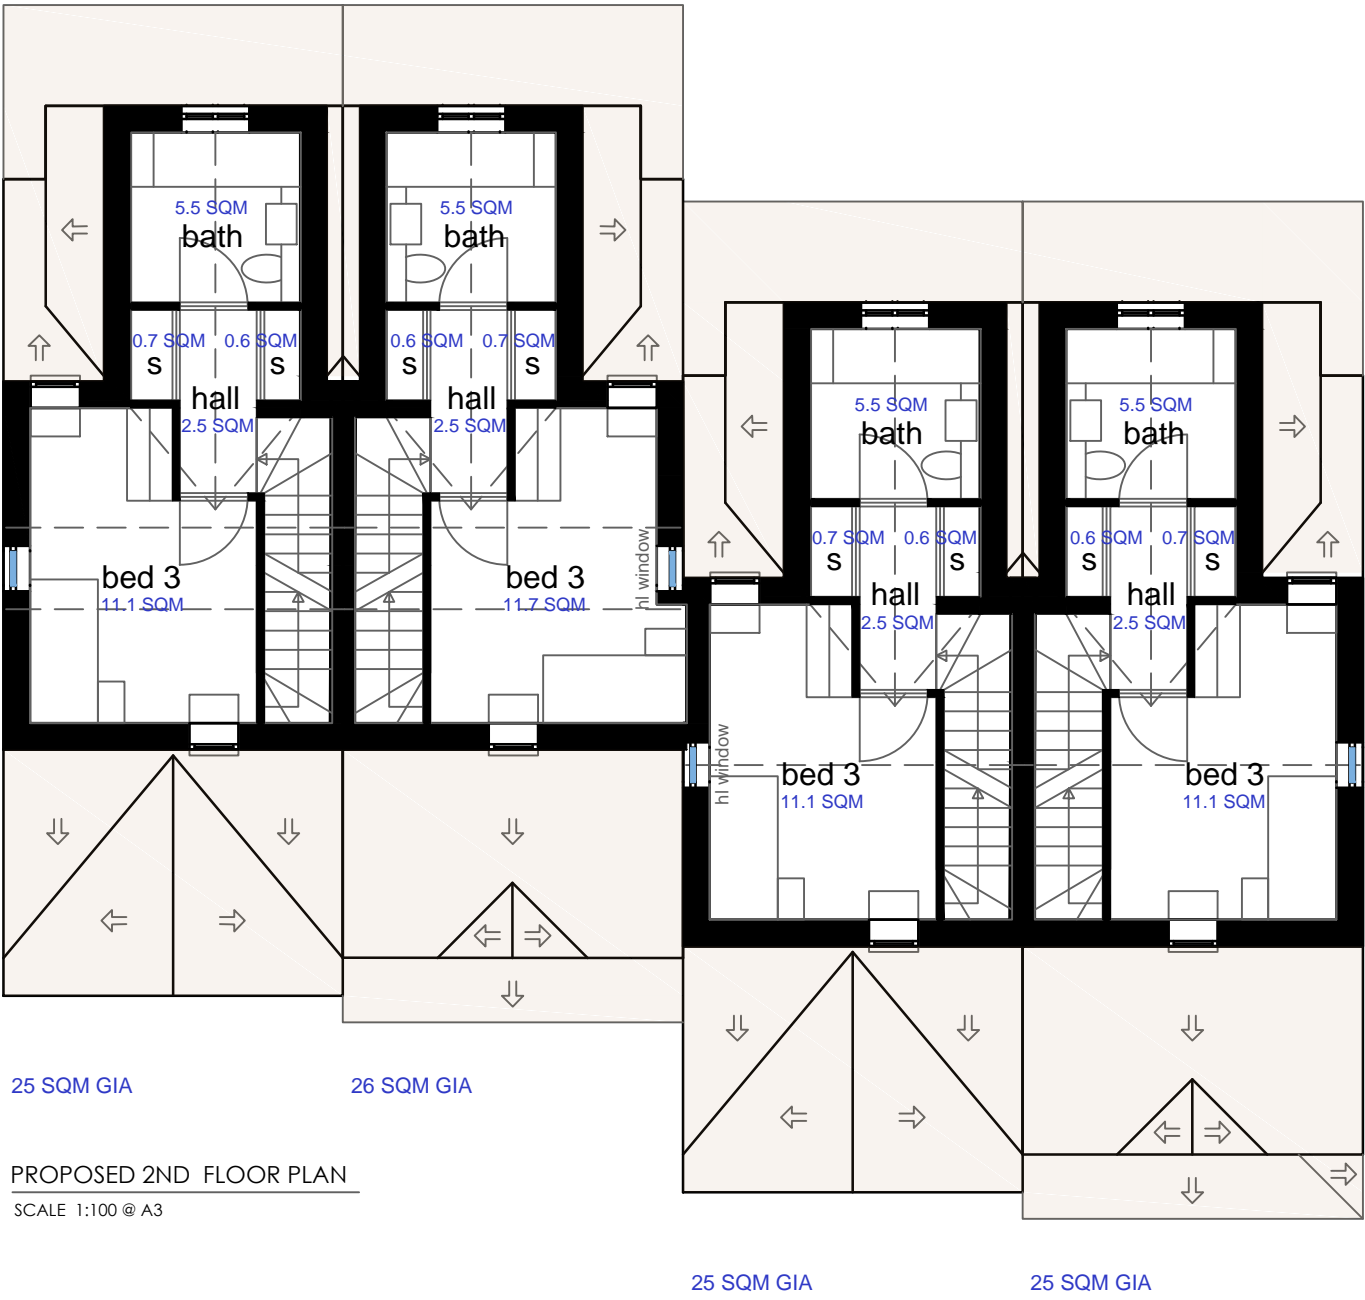 5.5 SQM
bath
0.7 SQM 0.6 SQM
s s
hall
2.5 SQM
bed 3
11.1 SQM
5.5 SQM
bath
0.6 SQM 0.7 SQM
s s
hall
2.5 SQM
bed 3
11.7 SQM
hl window
5.5 SQM
bath
0.7 SQM 0.6 SQM
s s
hall
2.5 SQM
hl window
bed 3
11.1 SQM
5.5 SQM
bath
0.6 SQM 0.7 SQM
s s
hall
2.5 SQM
bed 3
11.1 SQM
25 SQM GIA
26 SQM GIA
PROPOSED 2ND FLOOR PLAN
SCALE 1:100 @ A3
25 SQM GIA
25 SQM GIA